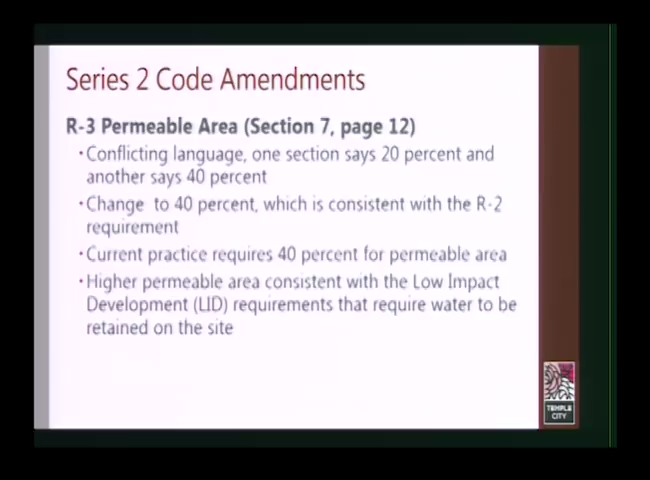 Series 2 Code Amendments
R-3 Permeable Area (Section 7, page 12)
•Conflicting language, one section says 20 percent and
another says 40 percent
•Change to 40 percent, which is consistent with the R-2
requirement
•Current practice requires 40 percent for permeable area
•Higher permeable area consistent with the Low Impact
Development (LID) requirements that require water to be
retained on the site
TEMPLE
CITY